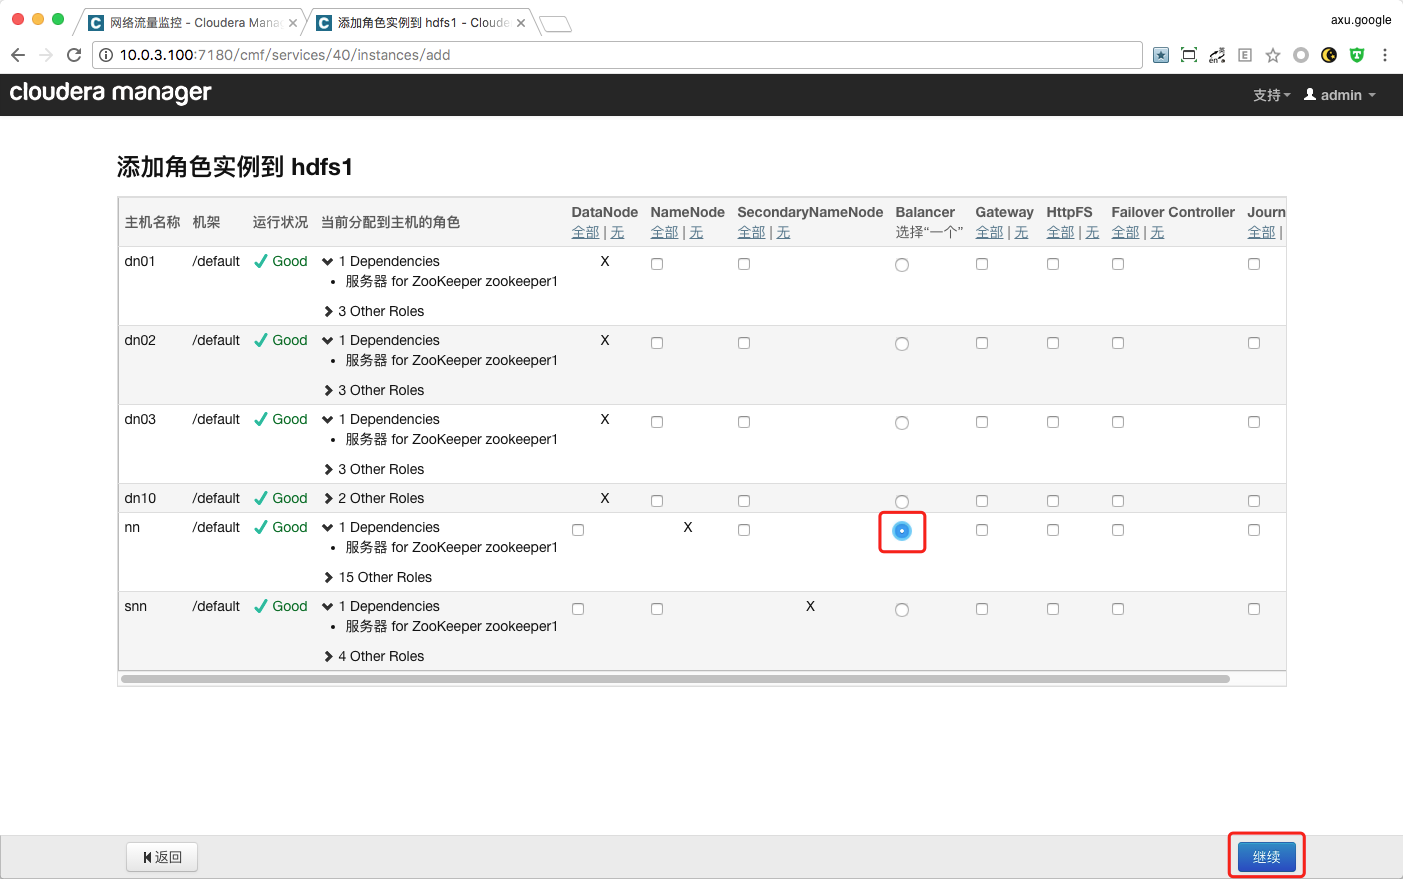 网络流量监控 - Cloudera Mana
添加角色实例到 hdfs1 - Cloude
axu.google
10.0.3.100:7180/cmf/services/40/instances/add
cloudera manager
支持
admin
添加角色实例到 hdfs1
主机名称 机架 运行状况 当前分配到主机的角色 DataNode NameNode SecondaryNameNode Balancer Gateway HttpFS Failover Controller Journ
全部 | 无 全部 | 无 全部 | 无 选择“一个” 全部 | 无 全部 | 无 全部 | 无 全部 |
dn01 /default Good 1 Dependencies X
• 服务器 for ZooKeeper zookeeper1
3 Other Roles
dn02 /default Good 1 Dependencies X
• 服务器 for ZooKeeper zookeeper1
3 Other Roles
dn03 /default Good 1 Dependencies X
• 服务器 for ZooKeeper zookeeper1
3 Other Roles
dn10 /default Good 2 Other Roles X
nn /default Good 1 Dependencies X
• 服务器 for ZooKeeper zookeeper1
15 Other Roles
snn /default Good 1 Dependencies X
• 服务器 for ZooKeeper zookeeper1
4 Other Roles
返回
继续